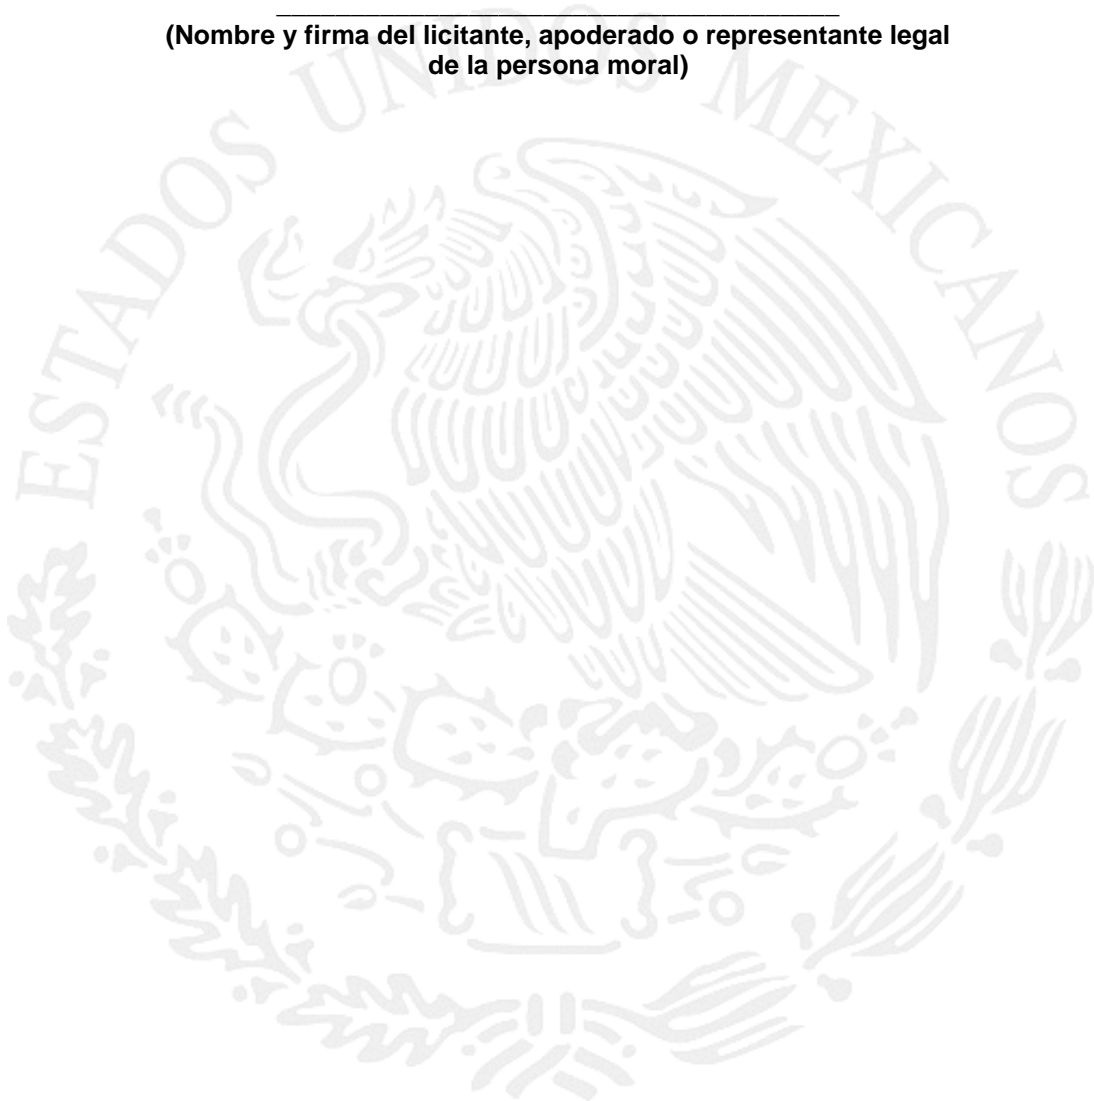 (Nombre y firma del licitante, apoderado o representante legal
de la persona moral)
ESTADOS UNIDOS MEXICANOS